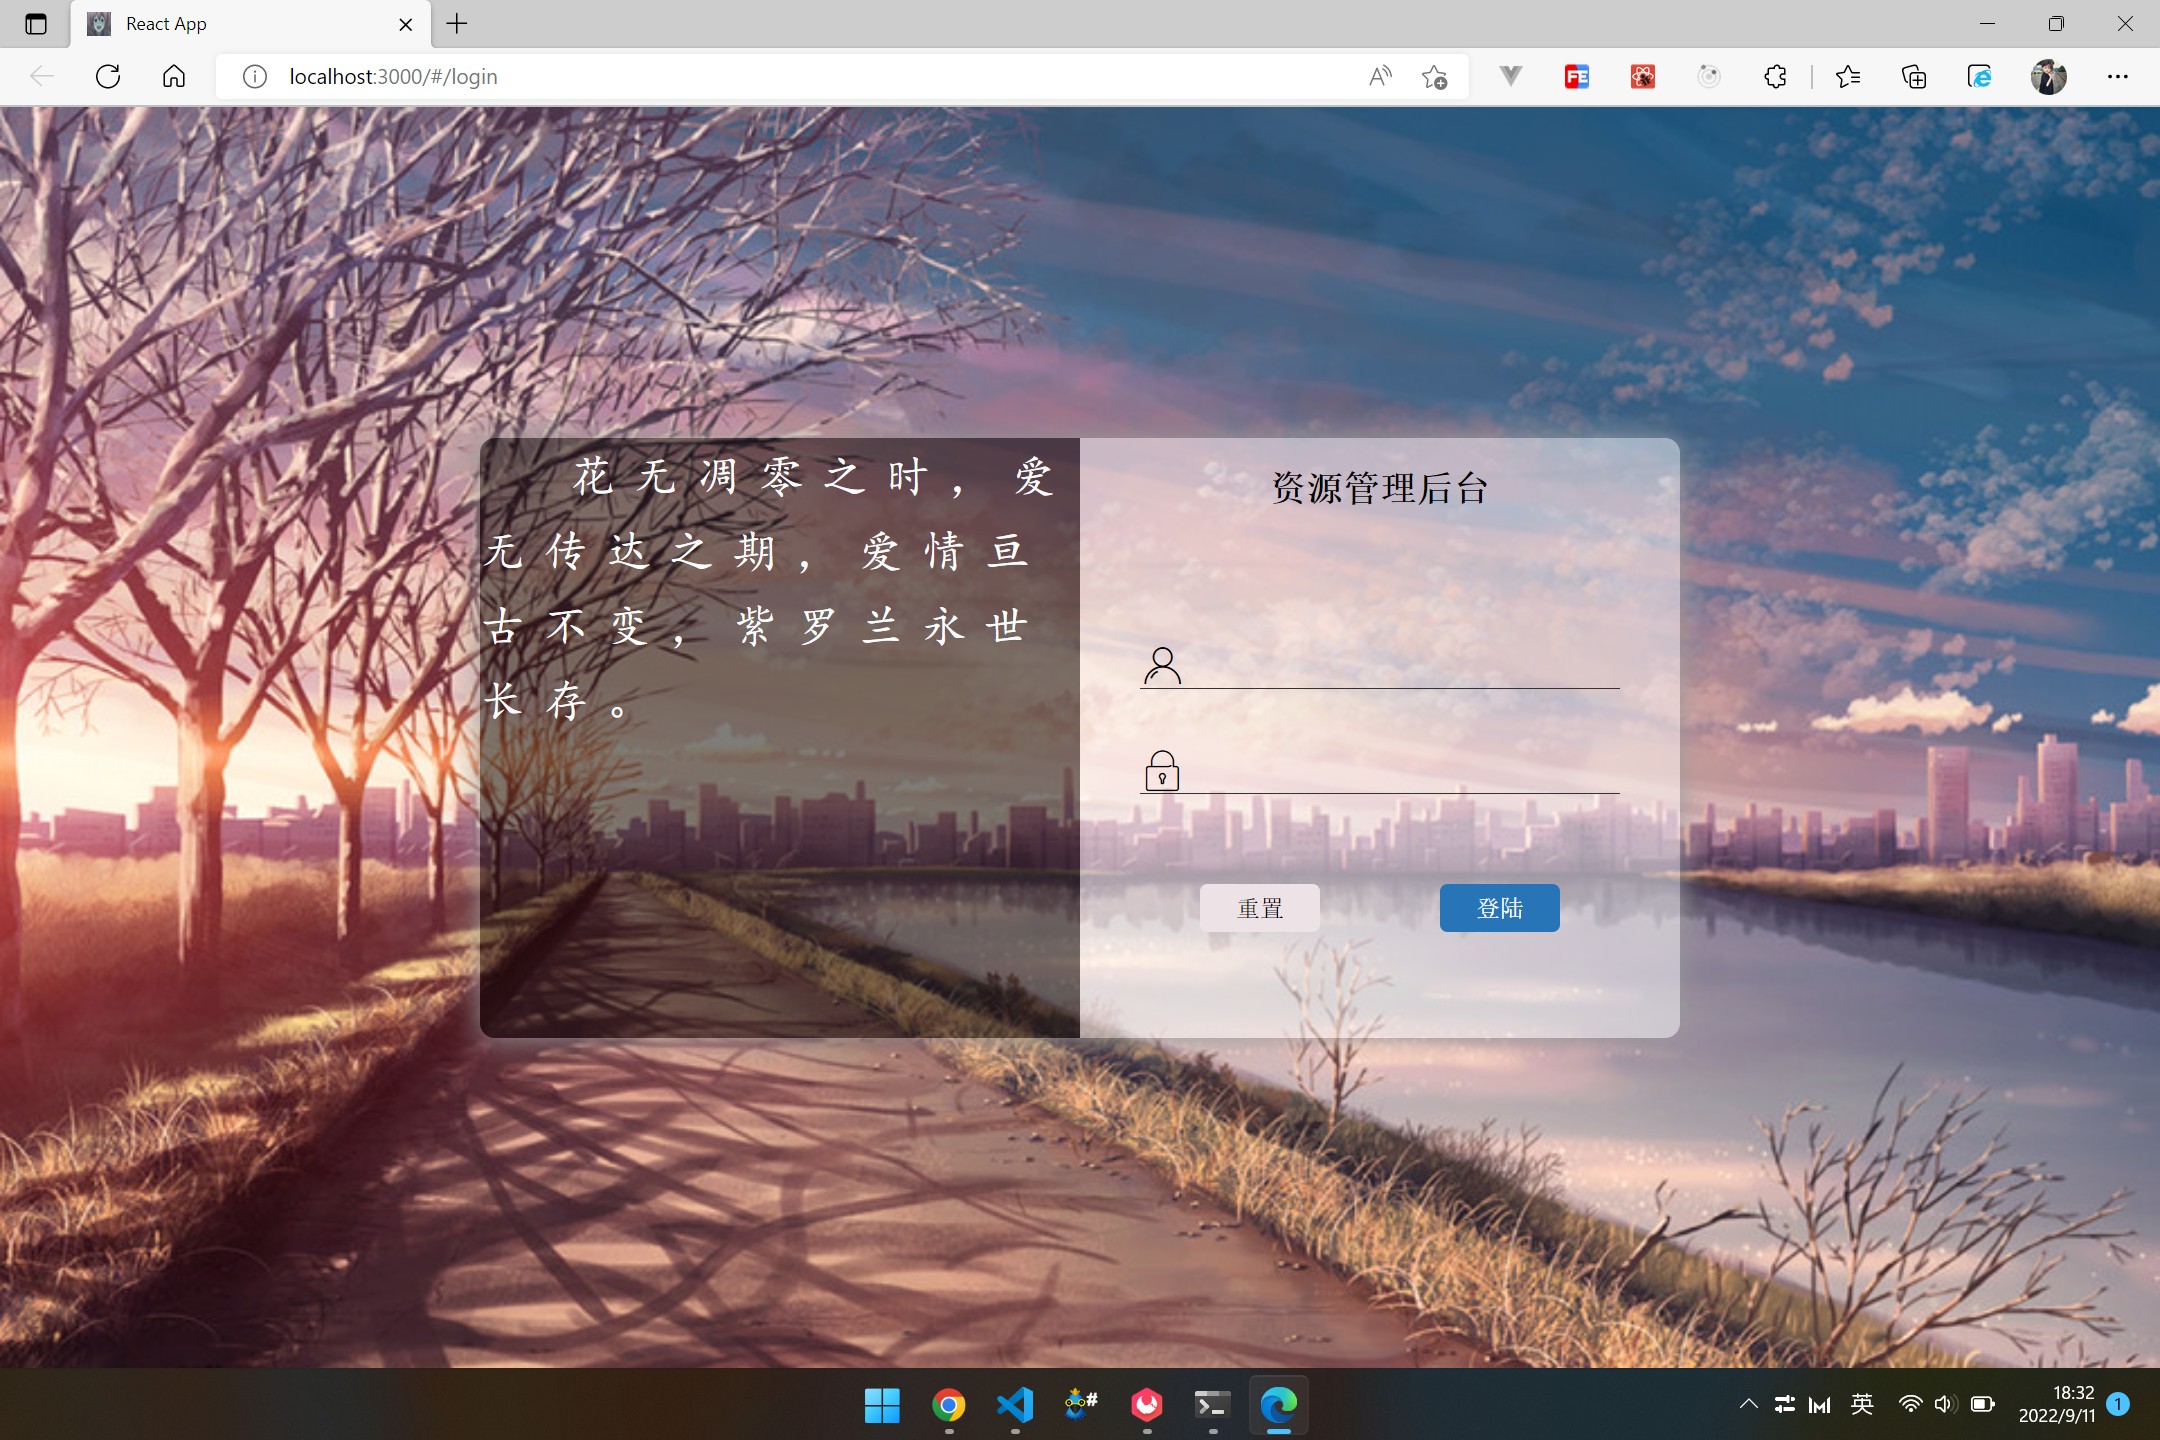 React App
localhost:3000/#/login
FE
花无凋零之时，爱
无传达之期，爱情亘
古不变，紫罗兰永世
长存。
资源管理后台
重置
登陆
#
英
18:32
2022/9/11
1